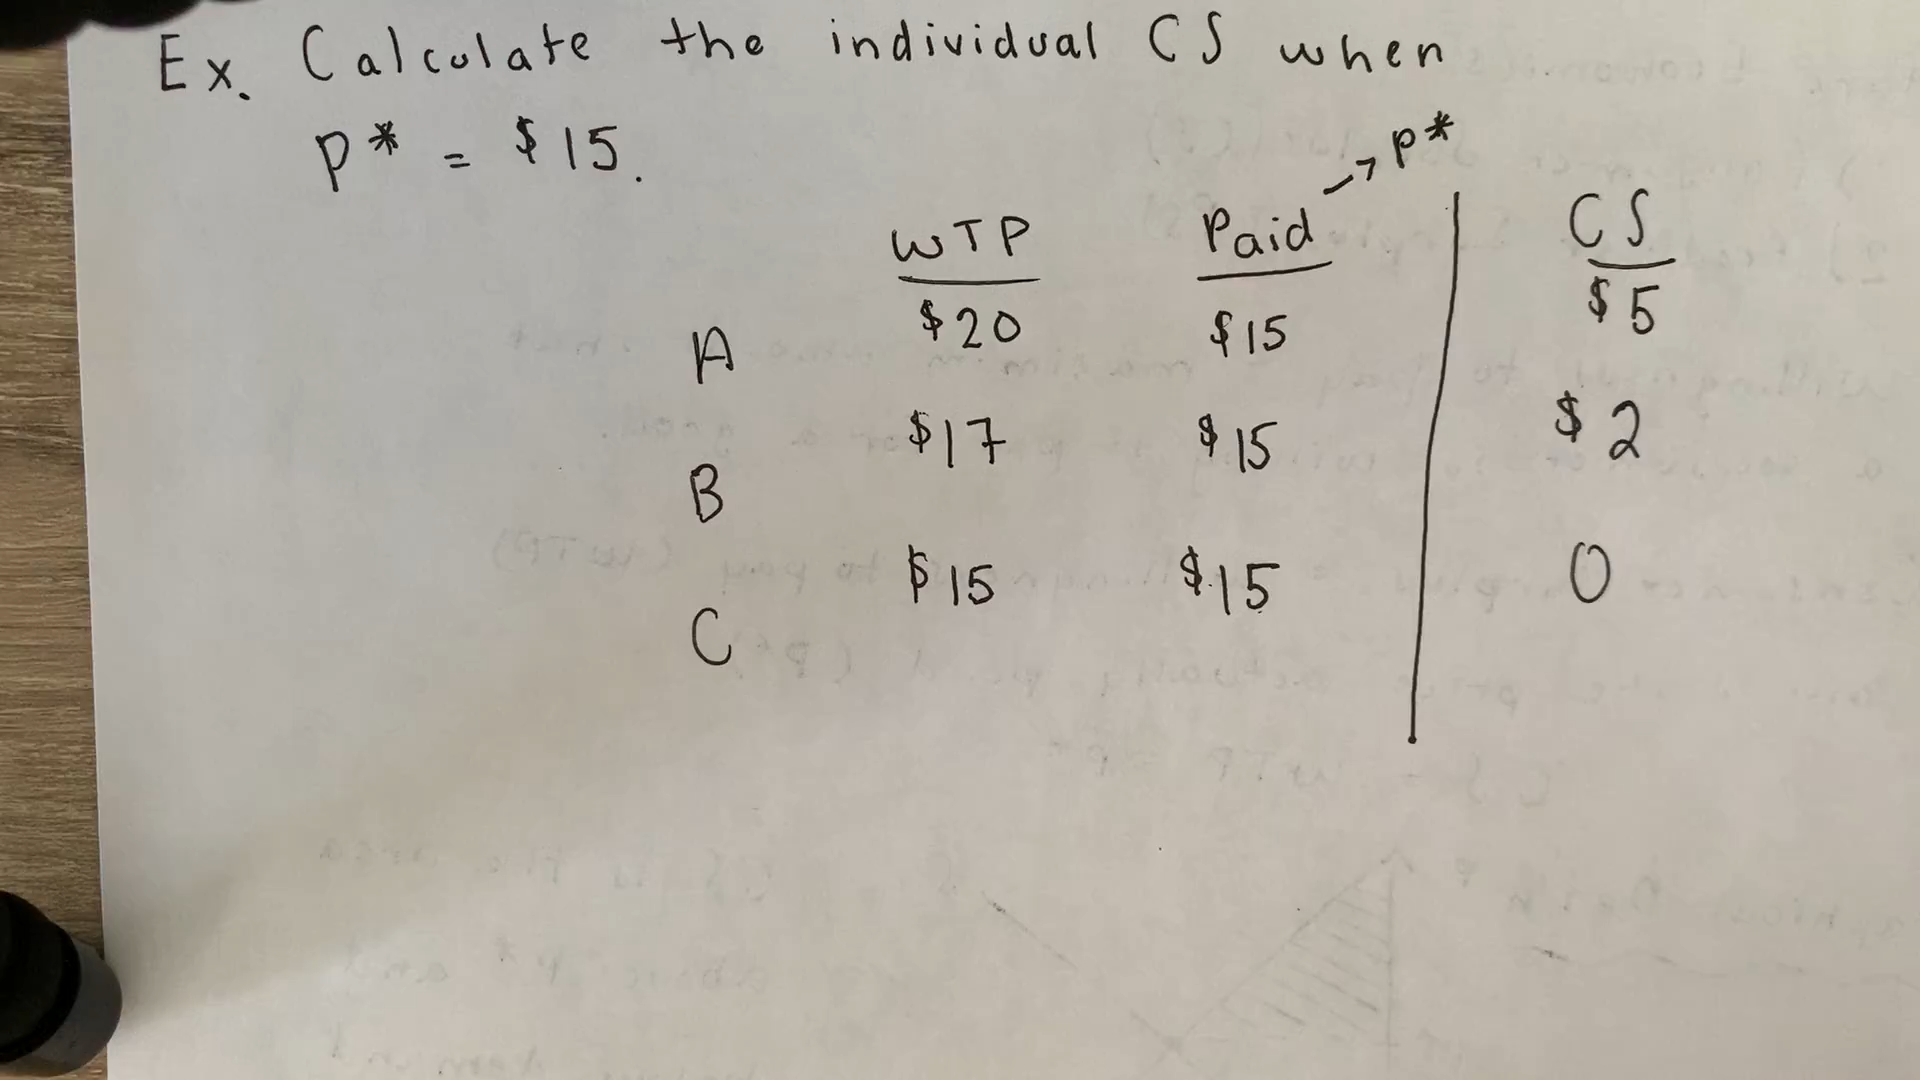 Ex. Calculate the individual CS when
P* = $15.
→ P*
WTP Paid CS
A $20 $15 $5
B $17 $15 $2
C $15 $15 0